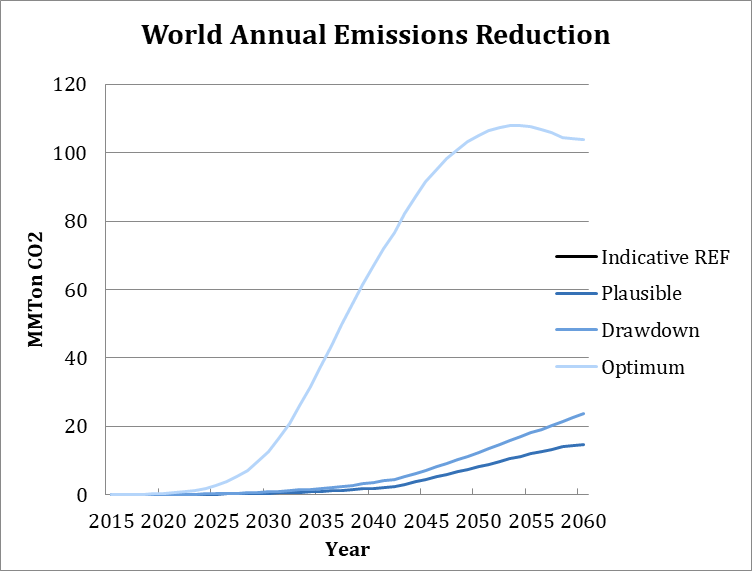 World Annual Emissions Reduction
120
100
80
60
40
20
0
MMTon CO2
2015 2020 2025 2030 2035 2040 2045 2050 2055 2060
Year
Indicative REF
Plausible
Drawdown
Optimum